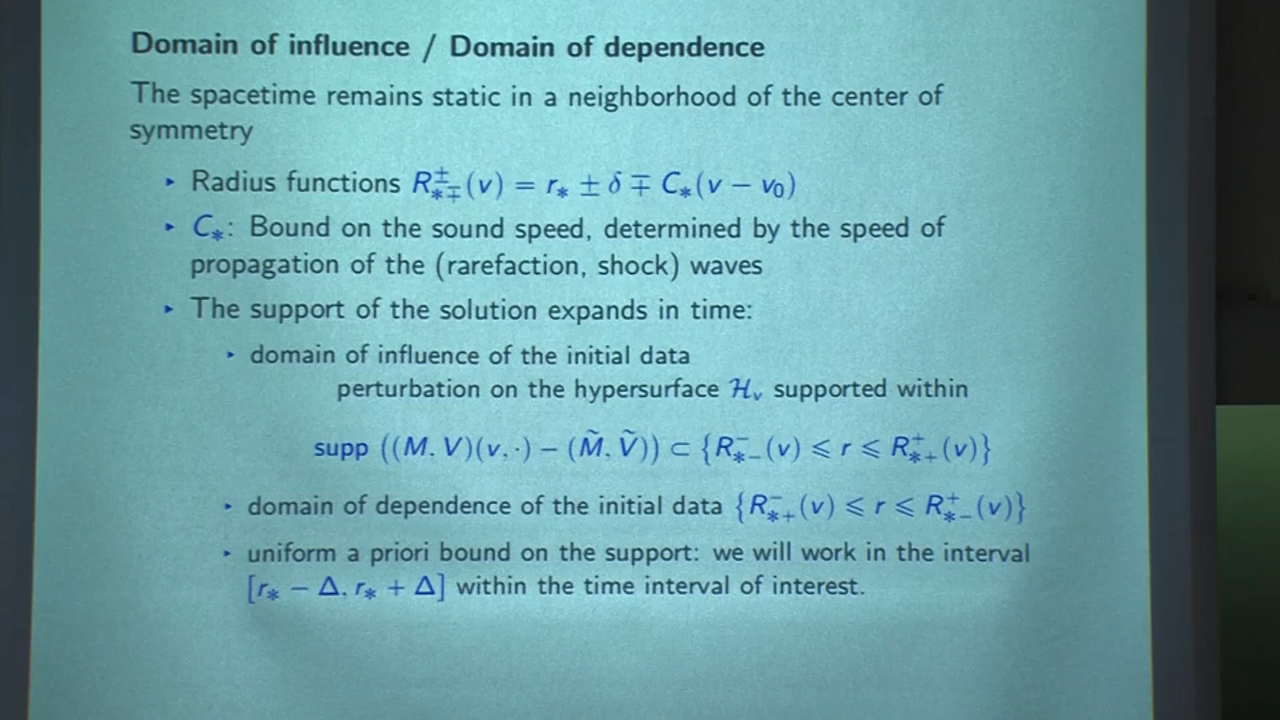 Domain of influence / Domain of dependence
The spacetime remains static in a neighborhood of the center of
symmetry
‣ Radius functions R^±_{*∓}(v) = r_* ± δ ∓ C_*(v − v_0)
‣ C_*: Bound on the sound speed, determined by the speed of
propagation of the (rarefaction, shock) waves
‣ The support of the solution expands in time:
‣ domain of influence of the initial data
perturbation on the hypersurface ℋ_v supported within
supp ((M, V)(v, ·) − (M̃, Ṽ)) ⊂ {R^−_{*−}(v) ⩽ r ⩽ R^+_{*+}(v)}
‣ domain of dependence of the initial data {R^−_{*+}(v) ⩽ r ⩽ R^+_{*−}(v)}
‣ uniform a priori bound on the support: we will work in the interval
[r_* − Δ, r_* + Δ] within the time interval of interest.